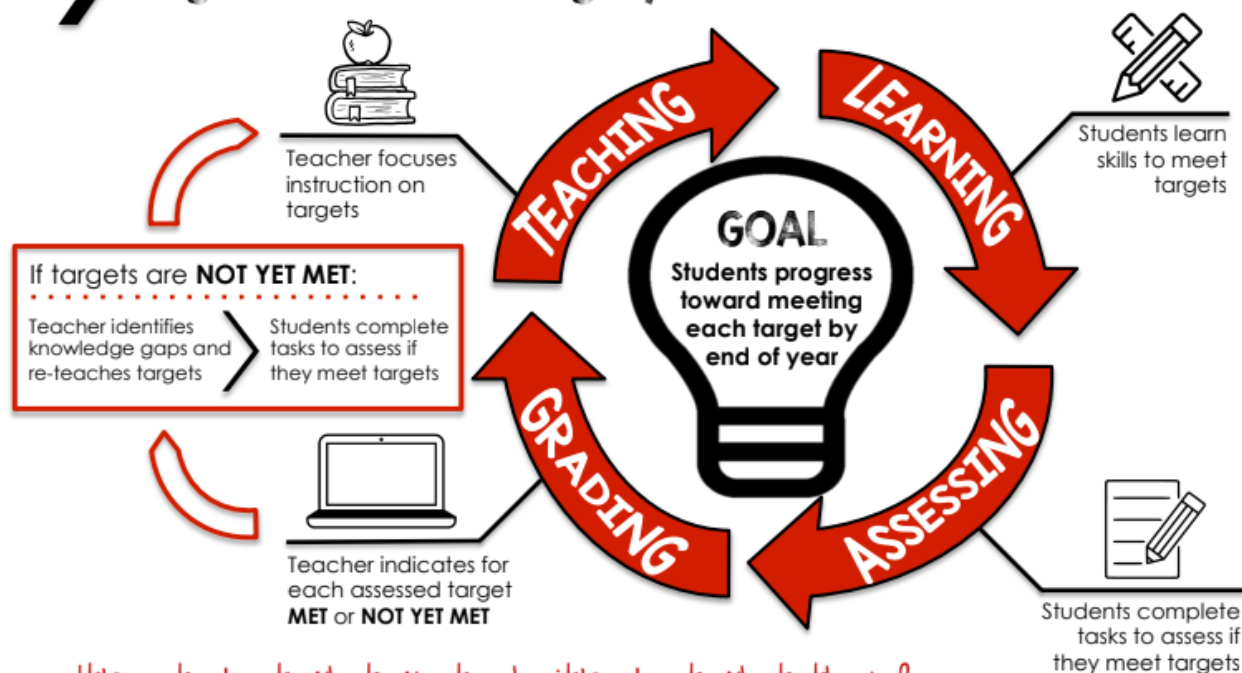 TEACHING
LEARNING
Teacher focuses
instruction on
targets
Students learn
skills to meet
targets
GOAL
Students progress
toward meeting
each target by
end of year
If targets are NOT YET MET:
Teacher identifies
knowledge gaps and
re-teaches targets
Students complete
tasks to assess if
they meet targets
GRADING
ASSESSING
Teacher indicates for
each assessed target
MET or NOT YET MET
Students complete
tasks to assess if
they meet targets